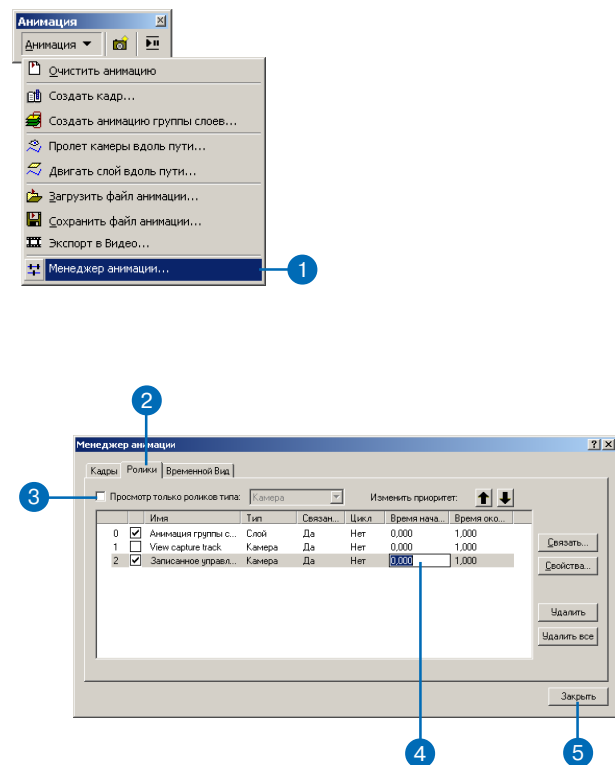 Анимация
Анимация
Очистить анимацию
Создать кадр...
Создать анимацию группы слоев...
Пролет камеры вдоль пути...
Двигать слой вдоль пути...
Загрузить файл анимации...
Сохранить файл анимации...
Экспорт в Видео...
Менеджер анимации...
1
2
Менеджер анимации
Кадры Ролики Временной Вид
3
Просмотр только роликов типа: Камера Изменить приоритет:
Имя Тип Связан... Цикл Время нача... Время око...
0 Анимация группы с... Слой Да Нет 0,000 1,000
1 View capture track Камера Да Нет 0,000 1,000
2 Записанное управл... Камера Да Нет 0,000 1,000
Связать...
Свойства...
Удалить
Удалить все
Закрыть
4
5